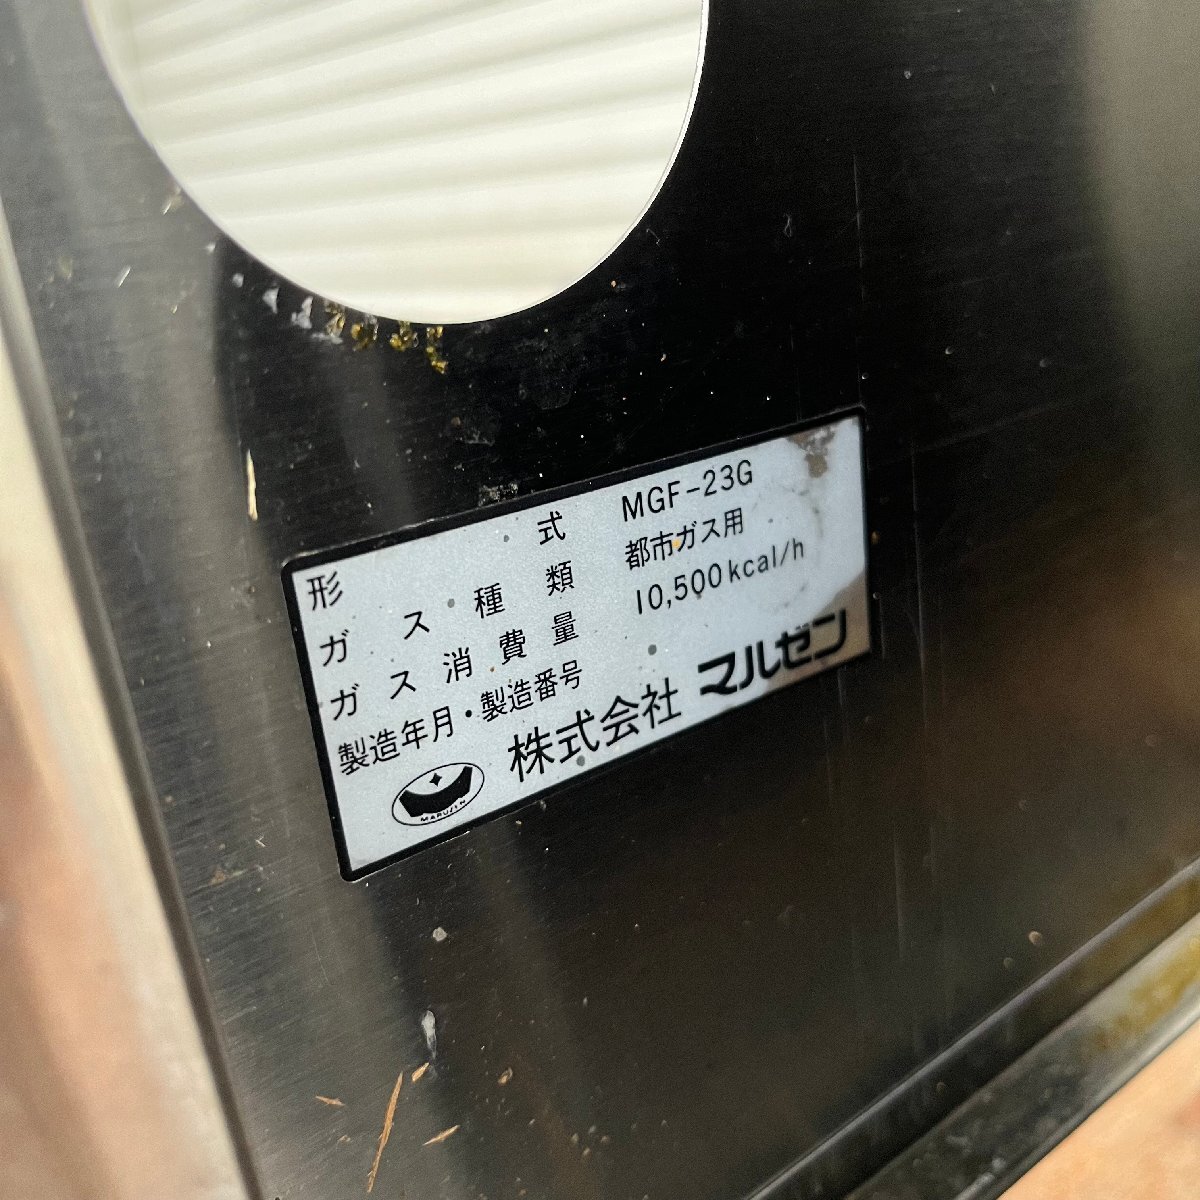 形式 MGF-23G
ガス種類 都市ガス用
ガス消費量 10,500kcal/h
製造年月・製造番号
MARUZEN 株式会社 マルゼン